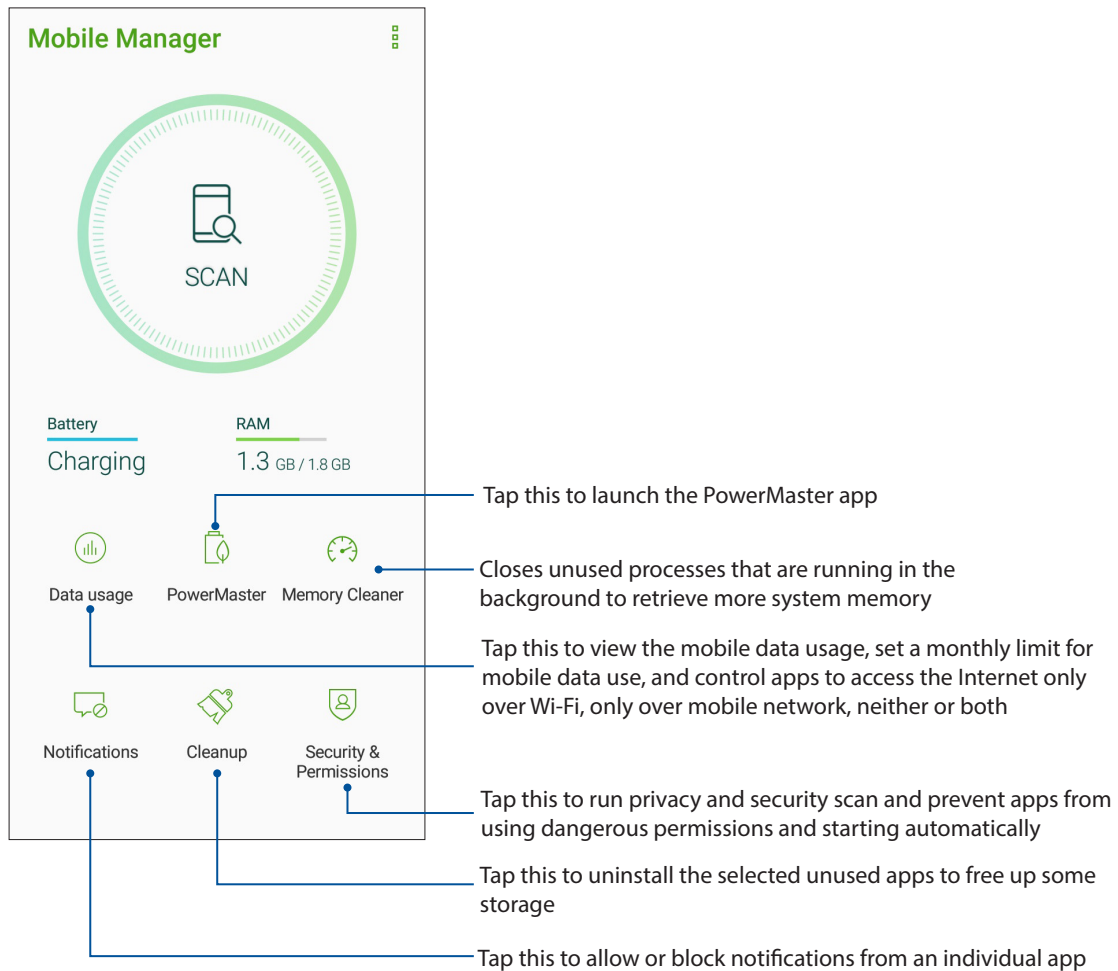 Mobile Manager
SCAN
Battery
RAM
Charging
1.3 GB / 1.8 GB
Tap this to launch the PowerMaster app
Data usage
PowerMaster
Memory Cleaner
Closes unused processes that are running in the
background to retrieve more system memory
Tap this to view the mobile data usage, set a monthly limit for
mobile data use, and control apps to access the Internet only
over Wi-Fi, only over mobile network, neither or both
Notifications
Cleanup
Security &
Permissions
Tap this to run privacy and security scan and prevent apps from
using dangerous permissions and starting automatically
Tap this to uninstall the selected unused apps to free up some
storage
Tap this to allow or block notifications from an individual app